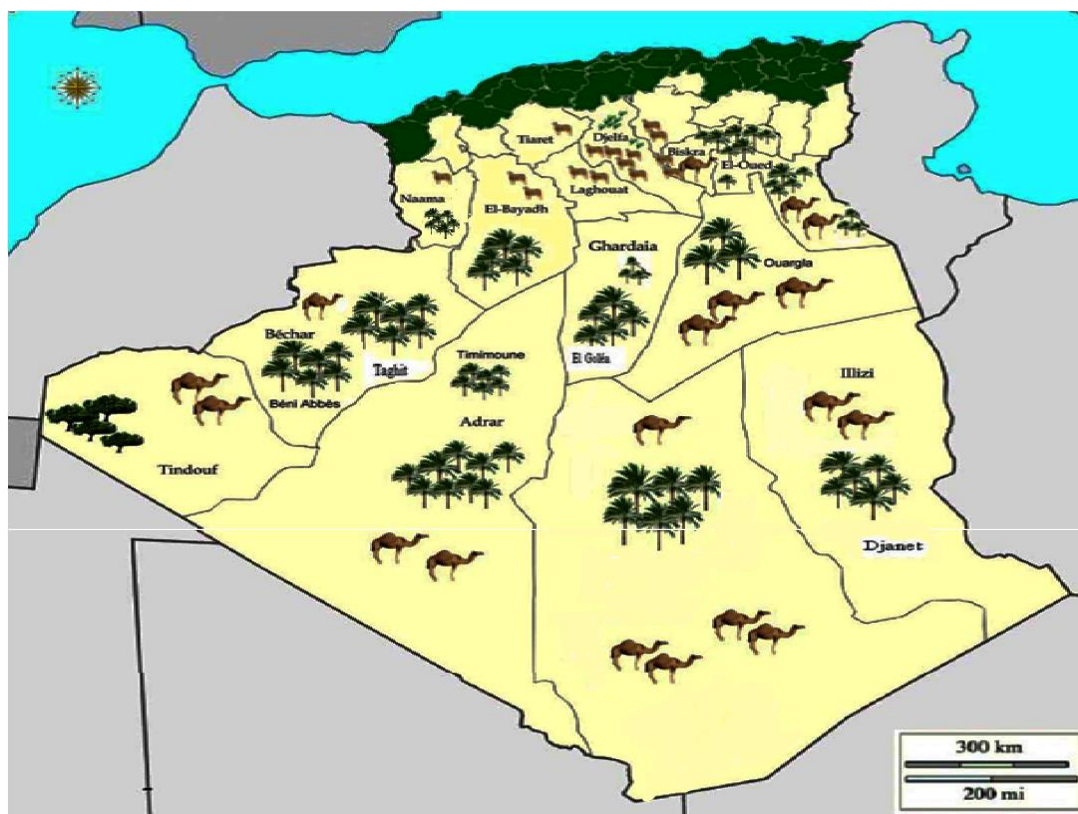 Tiaret
Djelfa
Biskra
El-Oued
Naama
El-Bayadh
Laghouat
Ghardaia
Ouargla
Béchar
Taghit
Timimoune
El Goléa
Illizi
Béni Abbès
Adrar
Tindouf
Djanet
300 km
200 mi